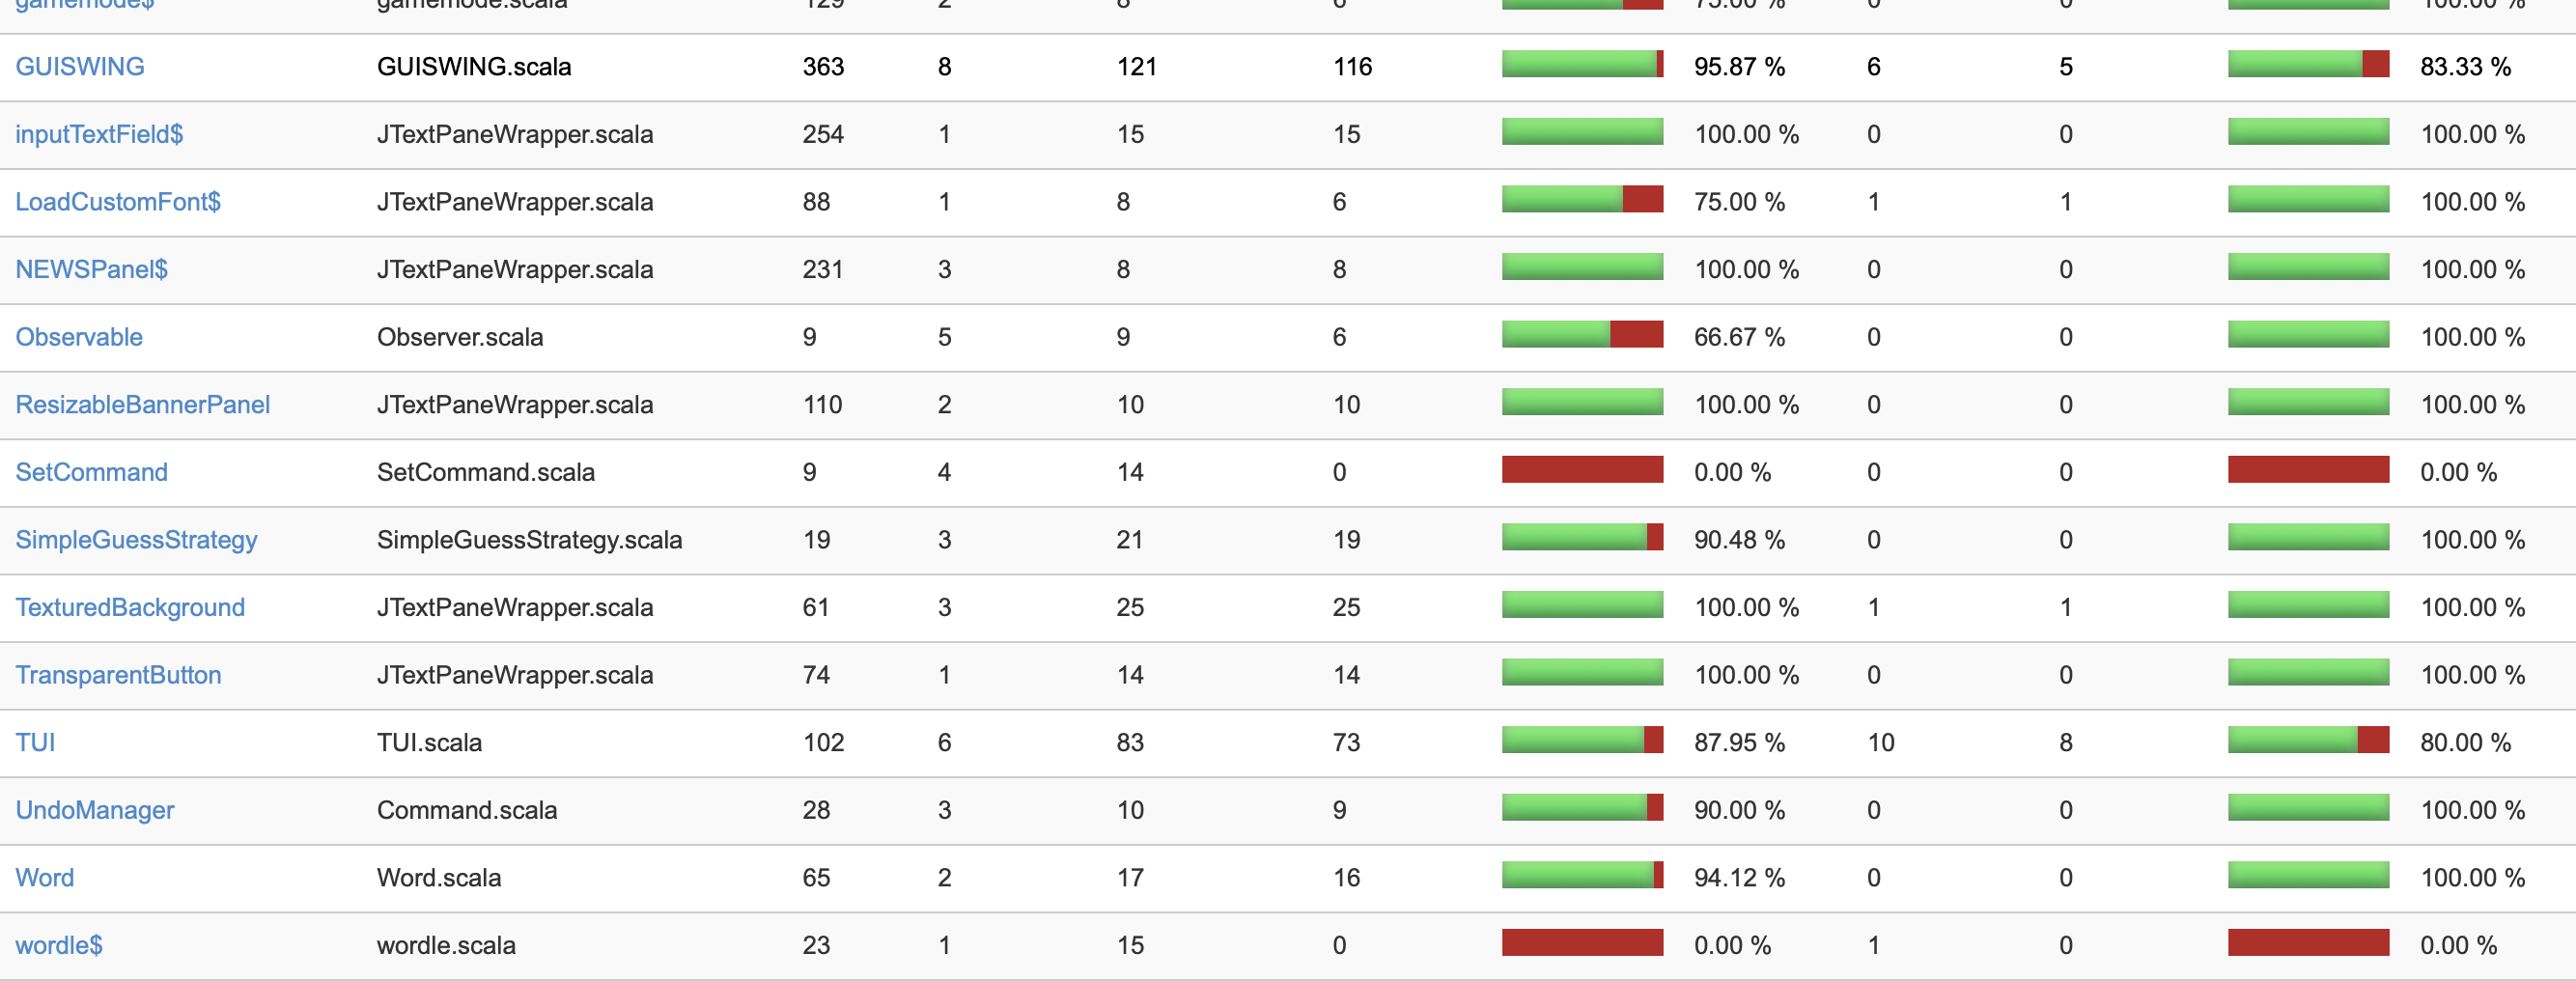 gamemode$ gamemode.scala 129 2 8 6 75.00 % 0 0 100.00 %
GUISWING GUISWING.scala 363 8 121 116 95.87 % 6 5 83.33 %
inputTextField$ JTextPaneWrapper.scala 254 1 15 15 100.00 % 0 0 100.00 %
LoadCustomFont$ JTextPaneWrapper.scala 88 1 8 6 75.00 % 1 1 100.00 %
NEWSPanel$ JTextPaneWrapper.scala 231 3 8 8 100.00 % 0 0 100.00 %
Observable Observer.scala 9 5 9 6 66.67 % 0 0 100.00 %
ResizableBannerPanel JTextPaneWrapper.scala 110 2 10 10 100.00 % 0 0 100.00 %
SetCommand SetCommand.scala 9 4 14 0 0.00 % 0 0 0.00 %
SimpleGuessStrategy SimpleGuessStrategy.scala 19 3 21 19 90.48 % 0 0 100.00 %
TexturedBackground JTextPaneWrapper.scala 61 3 25 25 100.00 % 1 1 100.00 %
TransparentButton JTextPaneWrapper.scala 74 1 14 14 100.00 % 0 0 100.00 %
TUI TUI.scala 102 6 83 73 87.95 % 10 8 80.00 %
UndoManager Command.scala 28 3 10 9 90.00 % 0 0 100.00 %
Word Word.scala 65 2 17 16 94.12 % 0 0 100.00 %
wordle$ wordle.scala 23 1 15 0 0.00 % 1 0 0.00 %